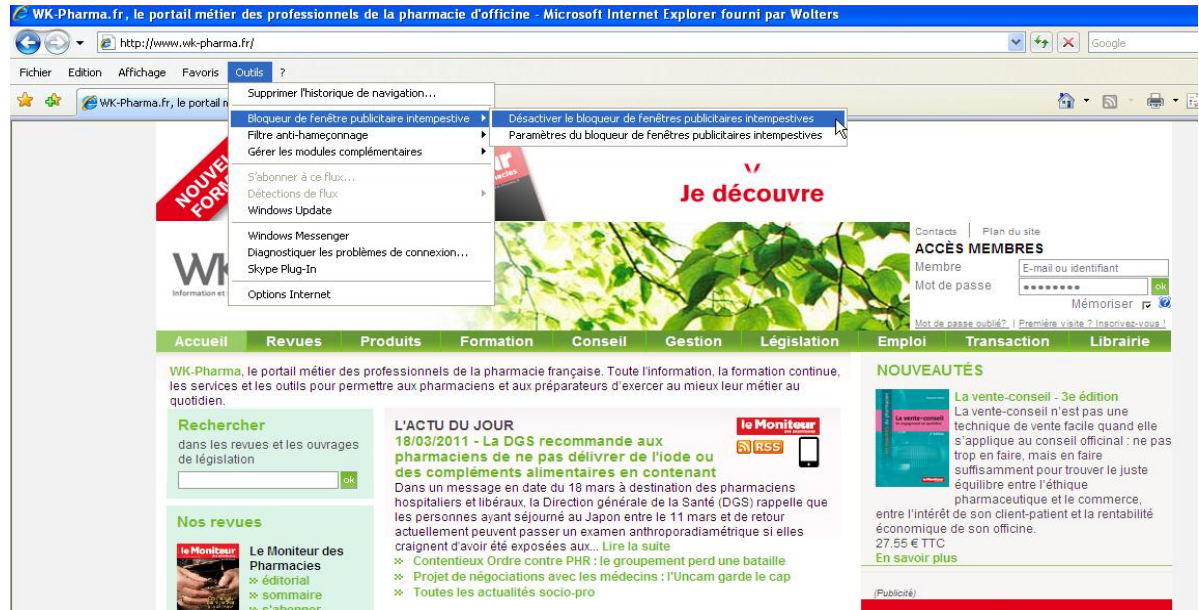 WK-Pharma.fr, le portail métier des professionnels de la pharmacie d'officine - Microsoft Internet Explorer fourni par Wolters
http://www.wk-pharma.fr/
Google
Fichier Edition Affichage Favoris Outils ?
WK-Pharma.fr, le portail
Supprimer l'historique de navigation...
Bloqueur de fenêtre publicitaire intempestive
Désactiver le bloqueur de fenêtres publicitaires intempestives
Filtre anti-hameçonnage
Paramètres du bloqueur de fenêtres publicitaires intempestives
Gérer les modules complémentaires
S'abonner à ce flux...
Détections de flux
Windows Update
Windows Messenger
Diagnostiquer les problèmes de connexion...
Skype Plug-In
Options Internet
Je découvre
Contacts | Plan du site
ACCÈS MEMBRES
Membre E-mail ou identifiant
Mot de passe ok
Mémoriser
Mot de passe oublié? | Première visite ? Inscrivez-vous !
WK
Information et
Accueil Revues Produits Formation Conseil Gestion Législation Emploi Transaction Librairie
WK-Pharma, le portail métier des professionnels de la pharmacie française. Toute l'information, la formation continue,
les services et les outils pour permettre aux pharmaciens et aux préparateurs d'exercer au mieux leur métier au
quotidien.
Rechercher
dans les revues et les ouvrages
de législation
ok
Nos revues
le Moniteur
Le Moniteur des
Pharmacies
» éditorial
» sommaire
» s'abonner
L'ACTU DU JOUR
le Moniteur
RSS
18/03/2011 - La DGS recommande aux
pharmaciens de ne pas délivrer de l'iode ou
des compléments alimentaires en contenant
Dans un message en date du 18 mars à destination des pharmaciens
hospitaliers et libéraux, la Direction générale de la Santé (DGS) rappelle que
les personnes ayant séjourné au Japon entre le 11 mars et de retour
actuellement peuvent passer un examen anthroporadiamétrique si elles
craignent d'avoir été exposées aux... Lire la suite
» Contentieux Ordre contre PHR : le groupement perd une bataille
» Projet de négociations avec les médecins : l'Uncam garde le cap
» Toutes les actualités socio-pro
NOUVEAUTÉS
La vente-conseil
La vente-conseil - 3e édition
La vente-conseil n'est pas une
technique de vente facile quand elle
s'applique au conseil officinal : ne pas
trop en faire, mais en faire
suffisamment pour trouver le juste
équilibre entre l'éthique
pharmaceutique et le commerce,
entre l'intérêt de son client-patient et la rentabilité
économique de son officine.
27.55 € TTC
En savoir plus
(Publicité)